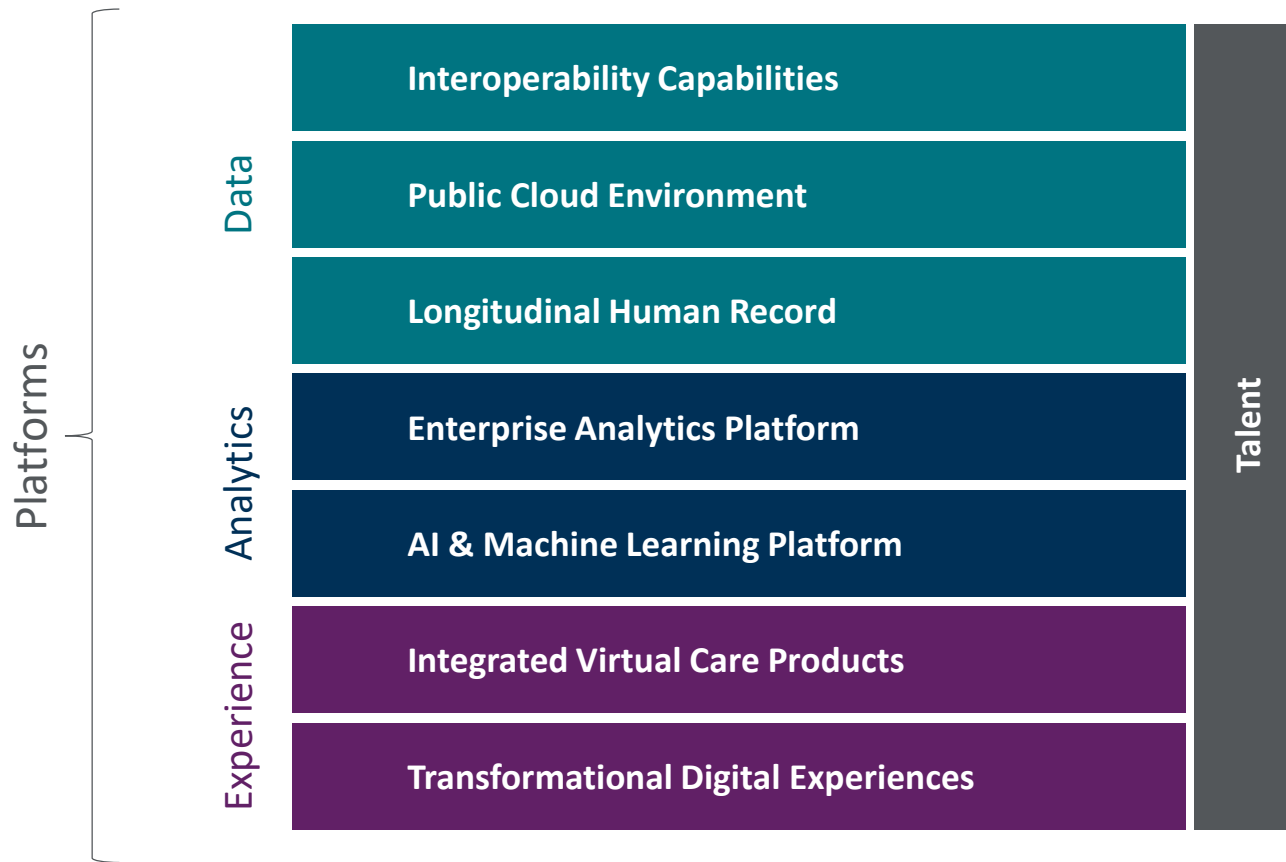 Platforms
Data
Interoperability Capabilities
Public Cloud Environment
Longitudinal Human Record
Analytics
Enterprise Analytics Platform
AI & Machine Learning Platform
Experience
Integrated Virtual Care Products
Transformational Digital Experiences
Talent